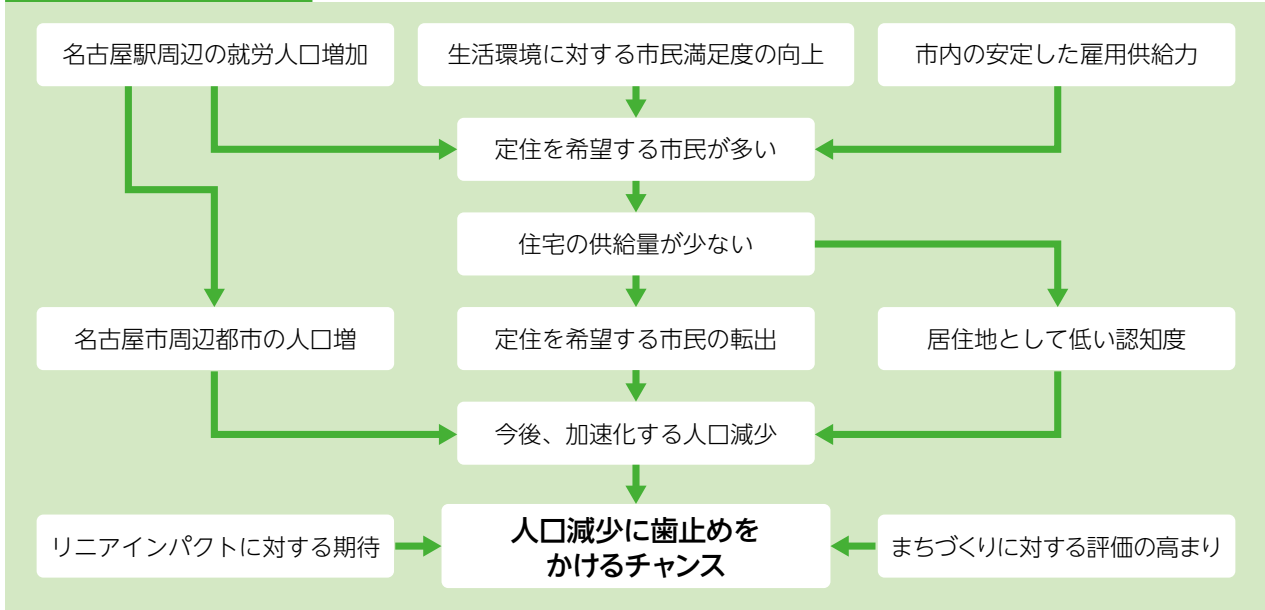 名古屋駅周辺の就労人口増加
生活環境に対する市民満足度の向上
市内の安定した雇用供給力
定住を希望する市民が多い
住宅の供給量が少ない
名古屋市周辺都市の人口増
定住を希望する市民の転出
居住地として低い認知度
今後、加速化する人口減少
リニアインパクトに対する期待
人口減少に歯止めを
かけるチャンス
まちづくりに対する評価の高まり